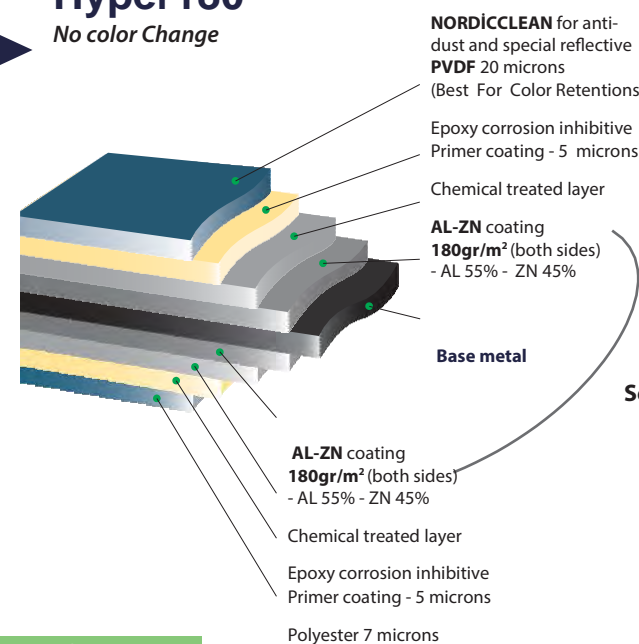 Hyper180
No color Change
NORDİCCLEAN for anti-
dust and special reflective
PVDF 20 microns
(Best For Color Retentions
Epoxy corrosion inhibitive
Primer coating - 5 microns
Chemical treated layer
AL-ZN coating
180gr/m² (both sides)
- AL 55% - ZN 45%
Base metal
AL-ZN coating
180gr/m² (both sides)
- AL 55% - ZN 45%
Chemical treated layer
Epoxy corrosion inhibitive
Primer coating - 5 microns
Polyester 7 microns